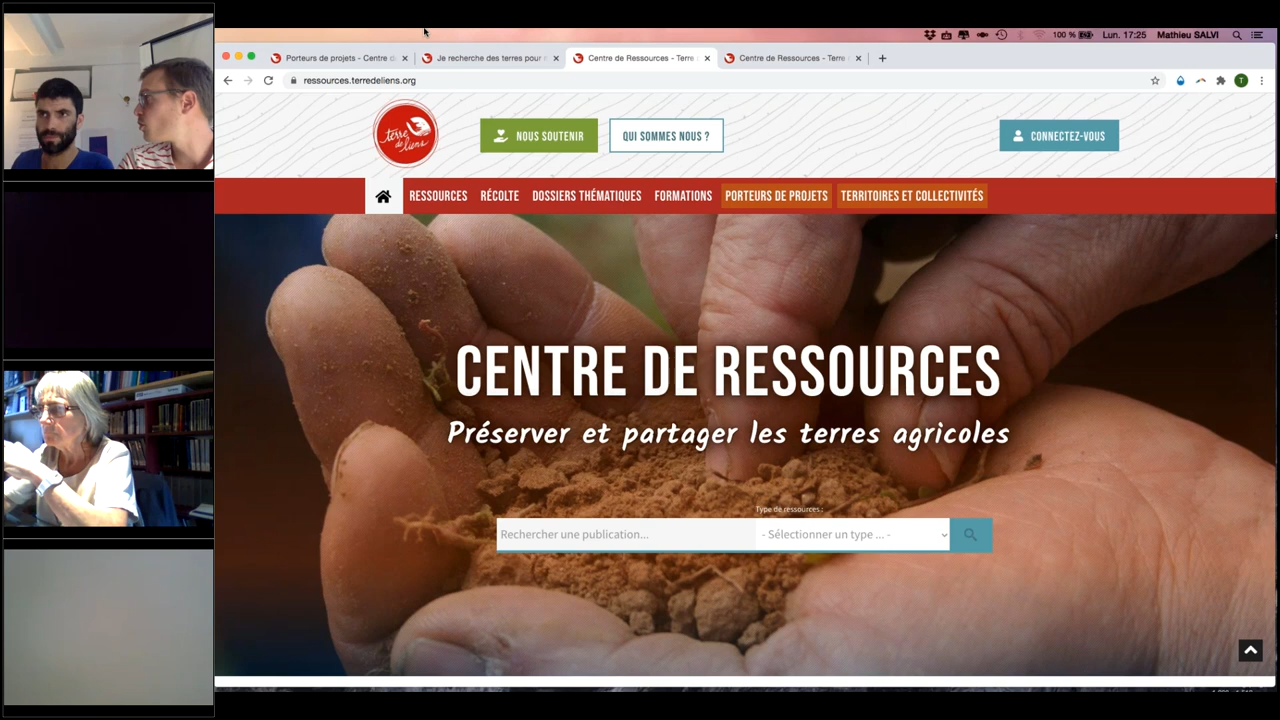 100 %
Lun. 17:25
Mathieu SALVI
Porteurs de projets - Centre d
Je recherche des terres pour
Centre de Ressources - Terre
Centre de Ressources - Terre
ressources.terredeliens.org
T
terre de liens
NOUS SOUTENIR
QUI SOMMES NOUS ?
CONNECTEZ-VOUS
RESSOURCES
RÉCOLTE
DOSSIERS THÉMATIQUES
FORMATIONS
PORTEURS DE PROJETS
TERRITOIRES ET COLLECTIVITÉS
CENTRE DE RESSOURCES
Préserver et partager les terres agricoles
Type de ressources :
Rechercher une publication...
- Sélectionner un type ... -